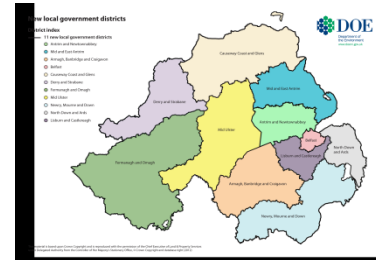 ew local government districts
strict index
11 new local government districts
Antrim and Newtownabbey
Mid and East Antrim
Armagh, Banbridge and Craigavon
Belfast
Causeway Coast and Glens
Derry and Strabane
Fermanagh and Omagh
Mid Ulster
Newry, Mourne and Down
North Down and Ards
Lisburn and Castlereagh
DOE
Department of
the Environment
Causeway Coast and Glens
Mid and East Antrim
Derry and Strabane
Antrim and Newtownabbey
Mid Ulster
Belfast
North Down
and Ards
Lisburn and Castlereagh
Fermanagh and Omagh
Armagh, Banbridge and Craigavon
Newry, Mourne and Down